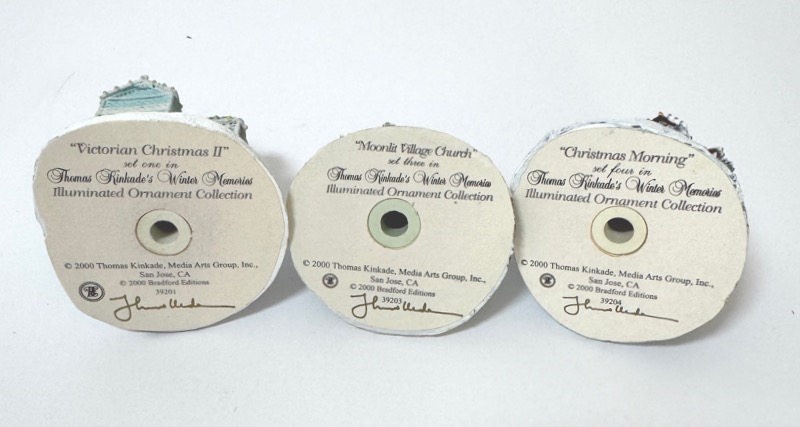 "Victorian Christmas II"
set one in
Thomas Kinkade's Winter Memories
Illuminated Ornament Collection
© 2000 Thomas Kinkade, Media Arts Group, Inc.,
San Jose, CA
© 2000 Bradford Editions
39201
"Moonlit Village Church"
set three in
Thomas Kinkade's Winter Memories
Illuminated Ornament Collection
© 2000 Thomas Kinkade, Media Arts Group, Inc.,
San Jose, CA
© 2000 Bradford Editions
39203
"Christmas Morning"
set four in
Thomas Kinkade's Winter Memories
Illuminated Ornament Collection
© 2000 Thomas Kinkade, Media Arts Group, Inc.,
San Jose, CA
© 2000 Bradford Editions
39204